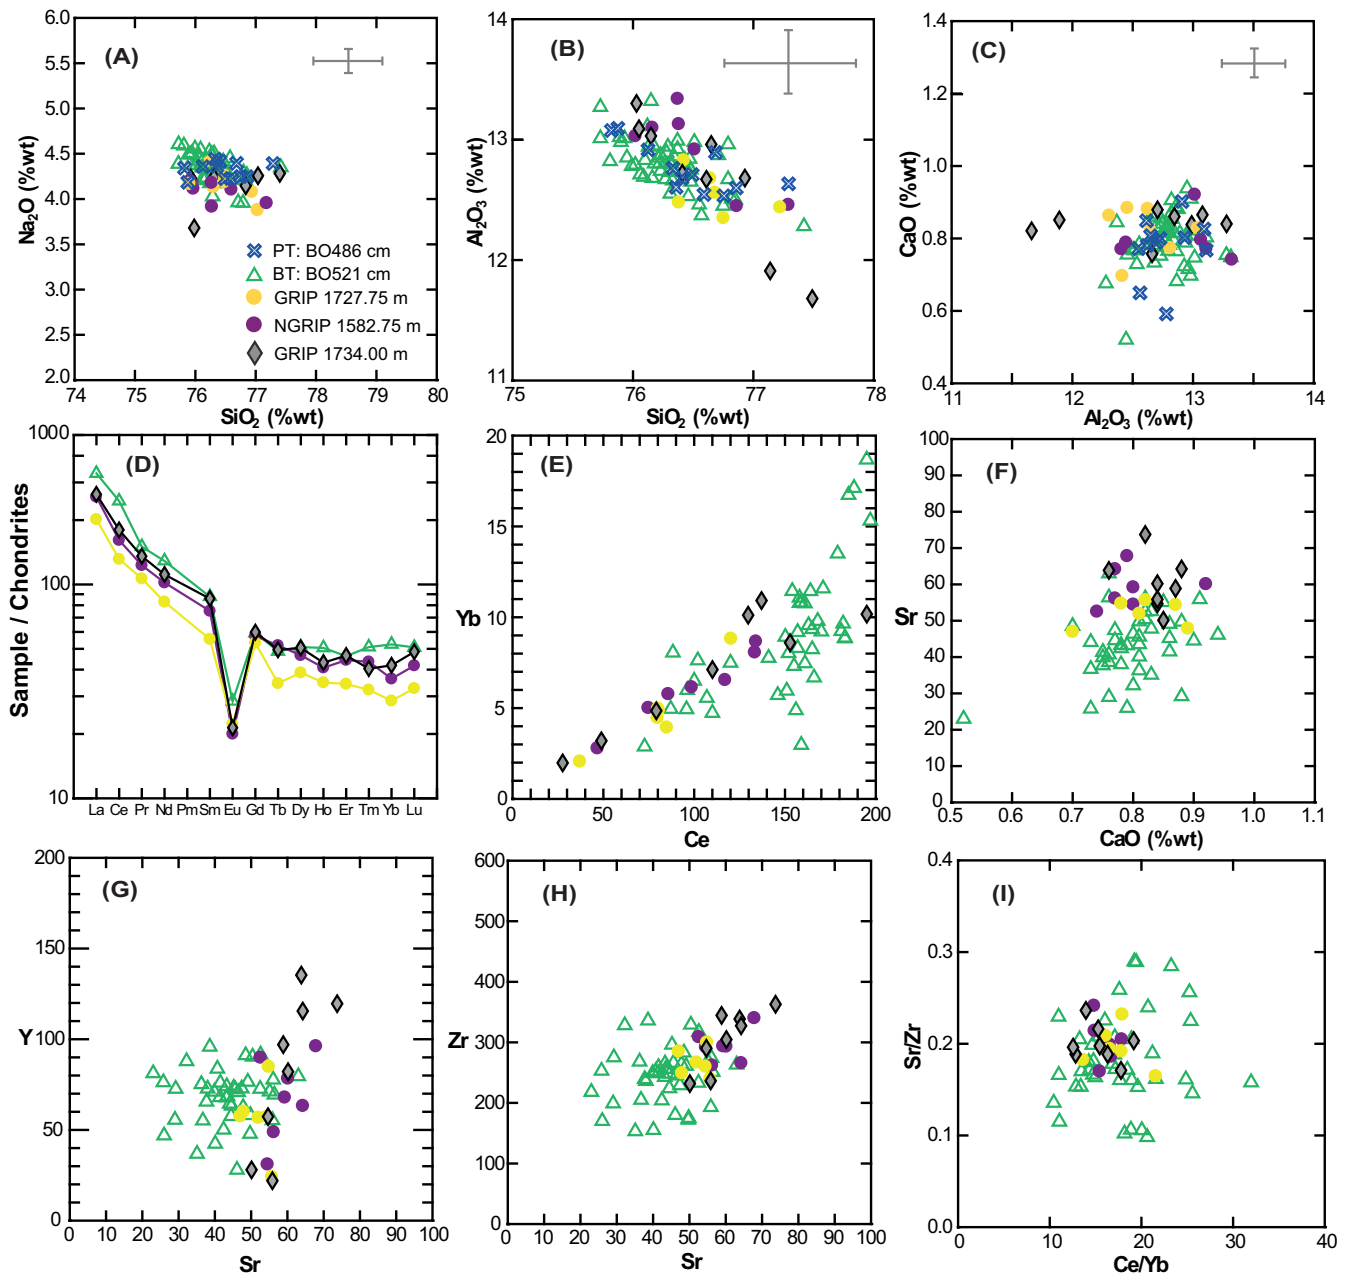 6.0
5.5
5.0
4.5
4.0
3.5
3.0
2.5
2.0
Na2O (%wt)
(A)
PT: BO486 cm
BT: BO521 cm
GRIP 1727.75 m
NGRIP 1582.75 m
GRIP 1734.00 m
74 76 77 78 79 80
SiO2 (%wt)
14
13
12
11
Al2O3 (%wt)
(B)
75 76 77 78
SiO2 (%wt)
1.4
1.2
1.0
0.8
0.6
0.4
CaO (%wt)
(C)
11 12 13 14
Al2O3 (%wt)
1000
100
10
Sample / Chondrites
(D)
La Ce Pr Nd Pm Sm Eu Gd Tb Dy Ho Er Tm Yb Lu
20
15
10
5
0
Yb
(E)
0 50 100 150 200
Ce
100
90
80
70
60
50
40
30
20
10
0
Sr
(F)
0.5 0.6 0.7 0.8 0.9 1.0 1.1
CaO (%wt)
200
150
100
50
0
Y
(G)
0 10 20 30 40 50 60 70 80 90 100
Sr
600
500
400
300
200
100
0
Zr
(H)
0 10 20 30 40 50 60 70 80 90 100
Sr
0.4
0.3
0.2
0.1
0.0
Sr/Zr
(I)
0 10 20 30 40
Ce/Yb